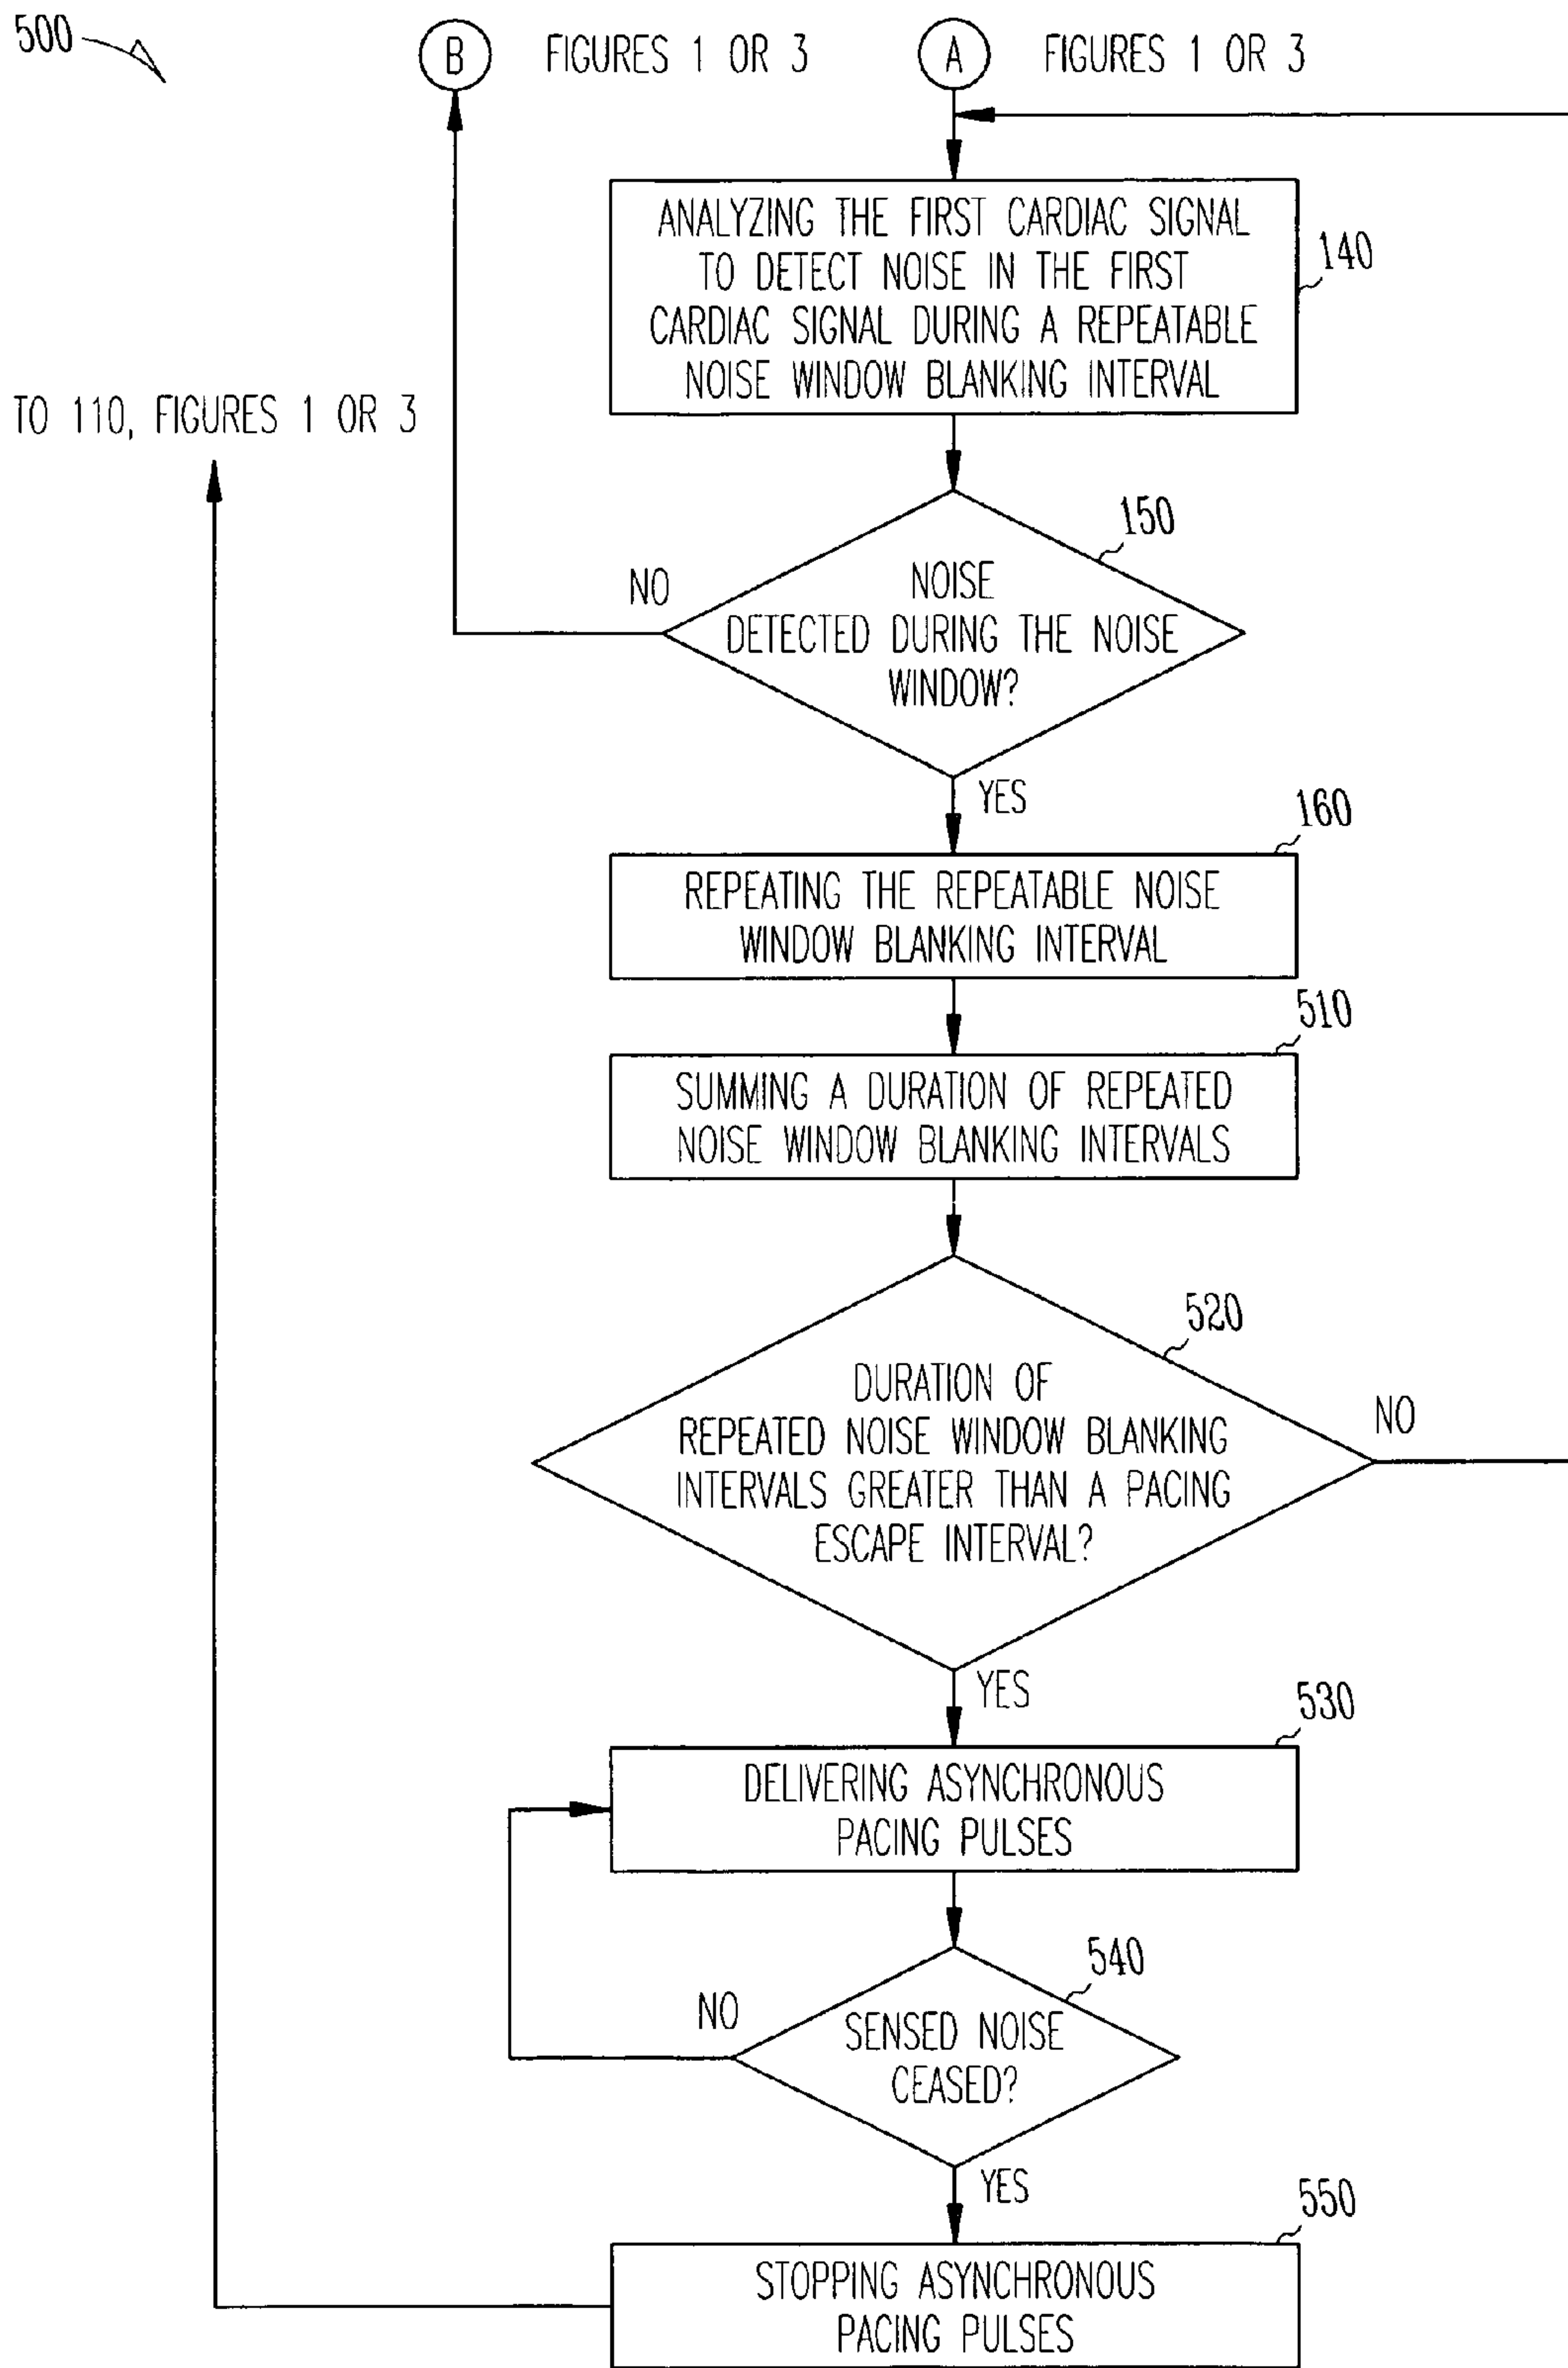 500
B FIGURES 1 OR 3
A FIGURES 1 OR 3
ANALYZING THE FIRST CARDIAC SIGNAL
TO DETECT NOISE IN THE FIRST
CARDIAC SIGNAL DURING A REPEATABLE
NOISE WINDOW BLANKING INTERVAL
140
TO 110, FIGURES 1 OR 3
150
NO
NOISE
DETECTED DURING THE NOISE
WINDOW?
YES
160
REPEATING THE REPEATABLE NOISE
WINDOW BLANKING INTERVAL
510
SUMMING A DURATION OF REPEATED
NOISE WINDOW BLANKING INTERVALS
520
DURATION OF
REPEATED NOISE WINDOW BLANKING
INTERVALS GREATER THAN A PACING
ESCAPE INTERVAL?
NO
YES
530
DELIVERING ASYNCHRONOUS
PACING PULSES
540
NO
SENSED NOISE
CEASED?
YES
550
STOPPING ASYNCHRONOUS
PACING PULSES